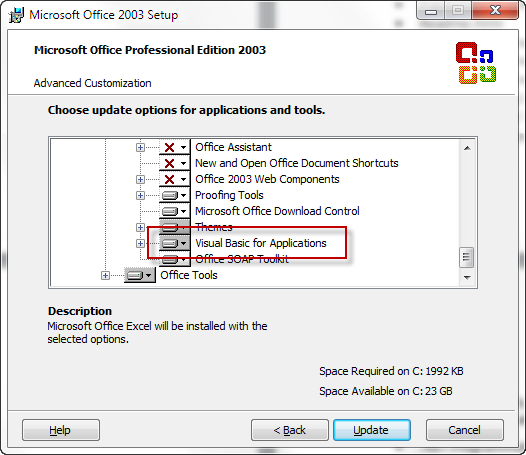 Microsoft Office 2003 Setup
Microsoft Office Professional Edition 2003
Advanced Customization
Choose update options for applications and tools.
Office Assistant
New and Open Office Document Shortcuts
Office 2003 Web Components
Proofing Tools
Microsoft Office Download Control
Themes
Visual Basic for Applications
Office SOAP Toolkit
Office Tools
Description
Microsoft Office Excel will be installed with the
selected options.
Space Required on C: 1992 KB
Space Available on C: 23 GB
Help < Back Update Cancel